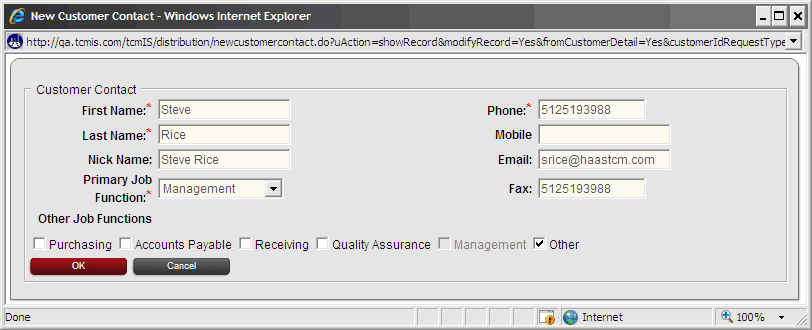 New Customer Contact - Windows Internet Explorer
http://qa.tcmis.com/tcmIS/distribution/newcustomercontact.do?uAction=showRecord&modifyRecord=Yes&fromCustomerDetail=Yes&customerIdRequestType
Customer Contact
First Name:* Steve Phone:* 5125193988
Last Name:* Rice Mobile
Nick Name: Steve Rice Email: srice@haastcm.com
Primary Job
Function:* Management Fax: 5125193988
Other Job Functions
Purchasing Accounts Payable Receiving Quality Assurance Management Other
OK Cancel
Done Internet 100%